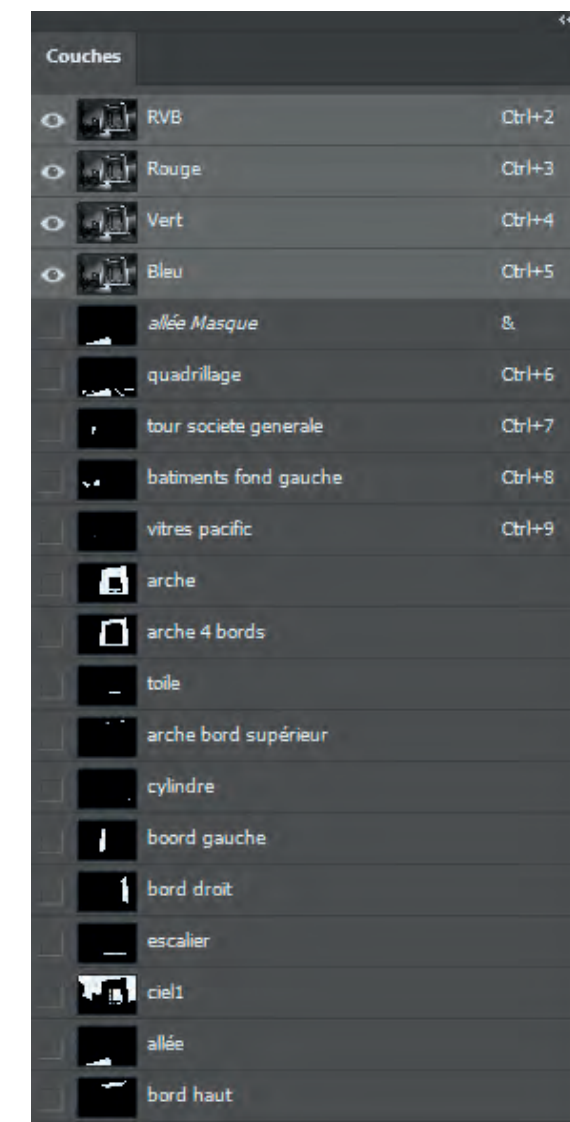 Couches
RVB Ctrl+2
Rouge Ctrl+3
Vert Ctrl+4
Bleu Ctrl+5
allée Masque &
quadrillage Ctrl+6
tour societe generale Ctrl+7
batiments fond gauche Ctrl+8
vitres pacific Ctrl+9
arche
arche 4 bords
toile
arche bord supérieur
cylindre
boord gauche
bord droit
escalier
ciel1
allée
bord haut